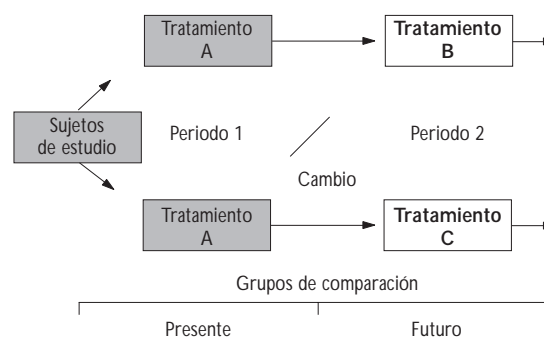 Tratamiento
A
Tratamiento
B
Sujetos
de estudio
Periodo 1
Periodo 2
Cambio
Tratamiento
A
Tratamiento
C
Grupos de comparación
Presente
Futuro